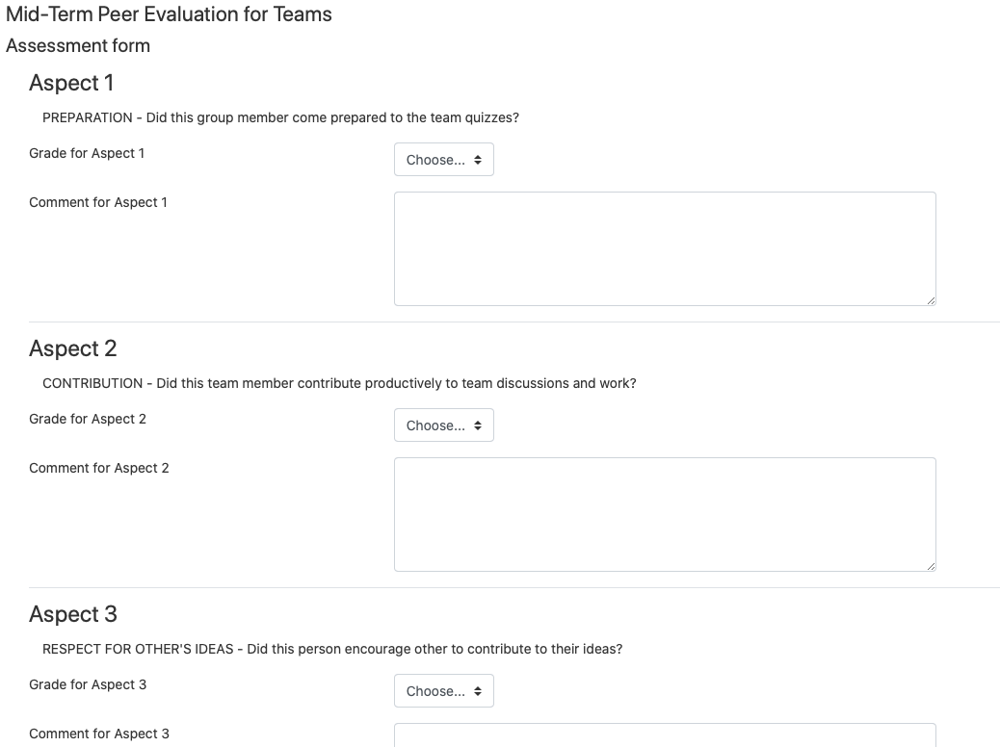 Mid-Term Peer Evaluation for Teams
Assessment form
Aspect 1
PREPARATION - Did this group member come prepared to the team quizzes?
Grade for Aspect 1
Choose...
Comment for Aspect 1
Aspect 2
CONTRIBUTION - Did this team member contribute productively to team discussions and work?
Grade for Aspect 2
Choose...
Comment for Aspect 2
Aspect 3
RESPECT FOR OTHER'S IDEAS - Did this person encourage other to contribute to their ideas?
Grade for Aspect 3
Choose...
Comment for Aspect 3